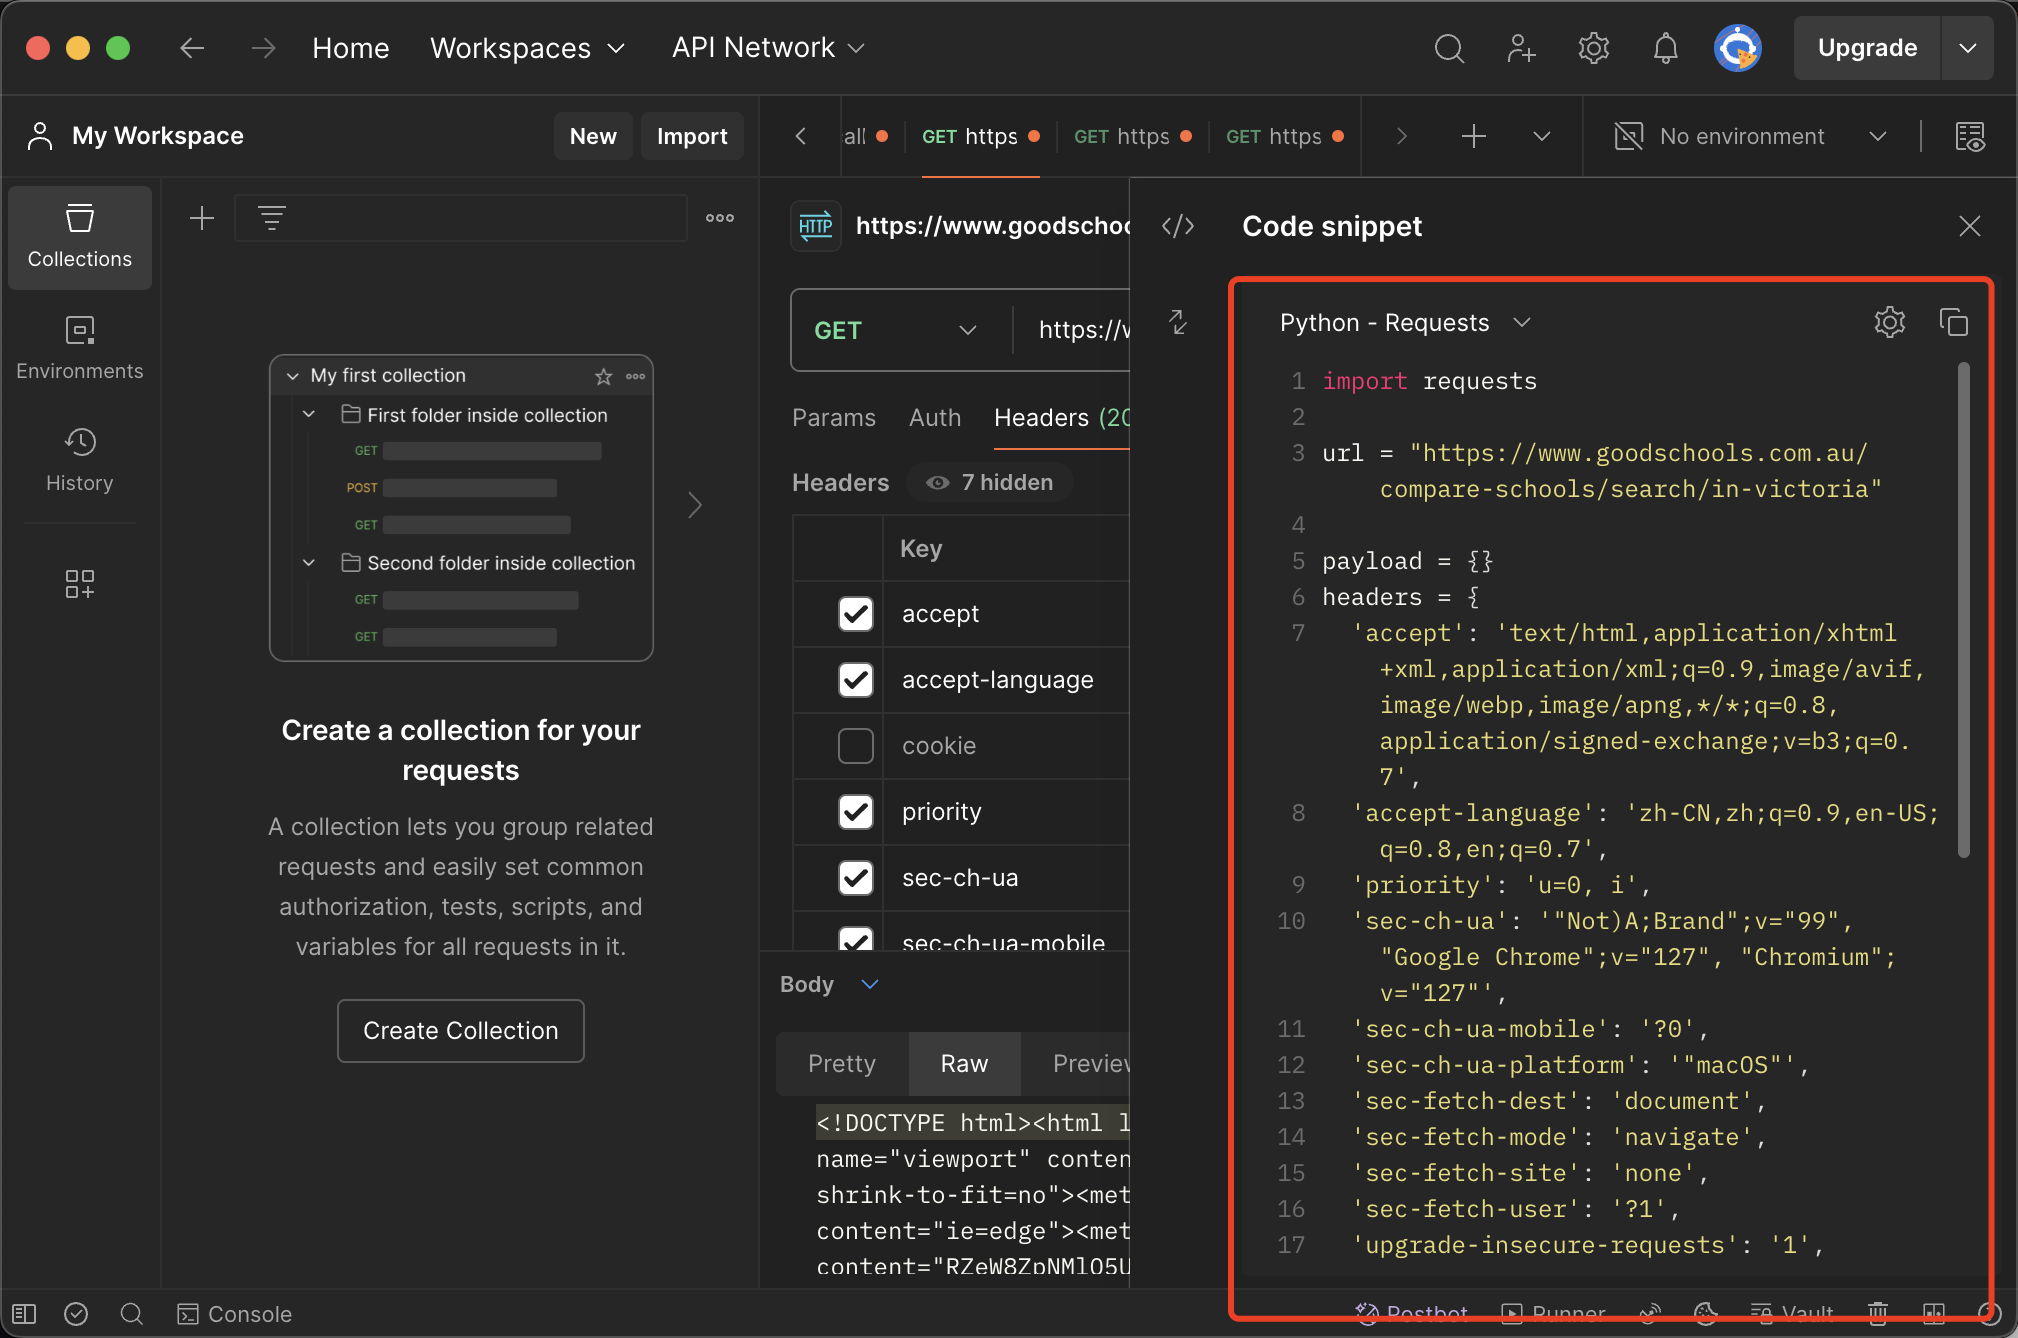 Home Workspaces API Network Upgrade
My Workspace New Import
GET https GET https GET https No environment
Collections
Environments
History
My first collection
First folder inside collection
GET
POST
GET
Second folder inside collection
GET
GET
Create a collection for your
requests
A collection lets you group related
requests and easily set common
authorization, tests, scripts, and
variables for all requests in it.
Create Collection
HTTP https://www.goodschoo
GET https://w
Params Auth Headers (20
Headers 7 hidden
Key
accept
accept-language
cookie
priority
sec-ch-ua
sec-ch-ua-mobile
Body
Pretty Raw Preview
<!DOCTYPE html><html l
name="viewport" conten
shrink-to-fit=no"><met
content="ie=edge"><met
content="RZeW8ZpNMlO5U
</> Code snippet
Python - Requests
1 import requests
2
3 url = "https://www.goodschools.com.au/
compare-schools/search/in-victoria"
4
5 payload = {}
6 headers = {
7 'accept': 'text/html,application/xhtml
+xml,application/xml;q=0.9,image/avif,
image/webp,image/apng,*/*;q=0.8,
application/signed-exchange;v=b3;q=0.
7',
8 'accept-language': 'zh-CN,zh;q=0.9,en-US;
q=0.8,en;q=0.7',
9 'priority': 'u=0, i',
10 'sec-ch-ua': '"Not)A;Brand";v="99",
"Google Chrome";v="127", "Chromium";
v="127"',
11 'sec-ch-ua-mobile': '?0',
12 'sec-ch-ua-platform': '"macOS"',
13 'sec-fetch-dest': 'document',
14 'sec-fetch-mode': 'navigate',
15 'sec-fetch-site': 'none',
16 'sec-fetch-user': '?1',
17 'upgrade-insecure-requests': '1',
Console Postbot Runner Vault